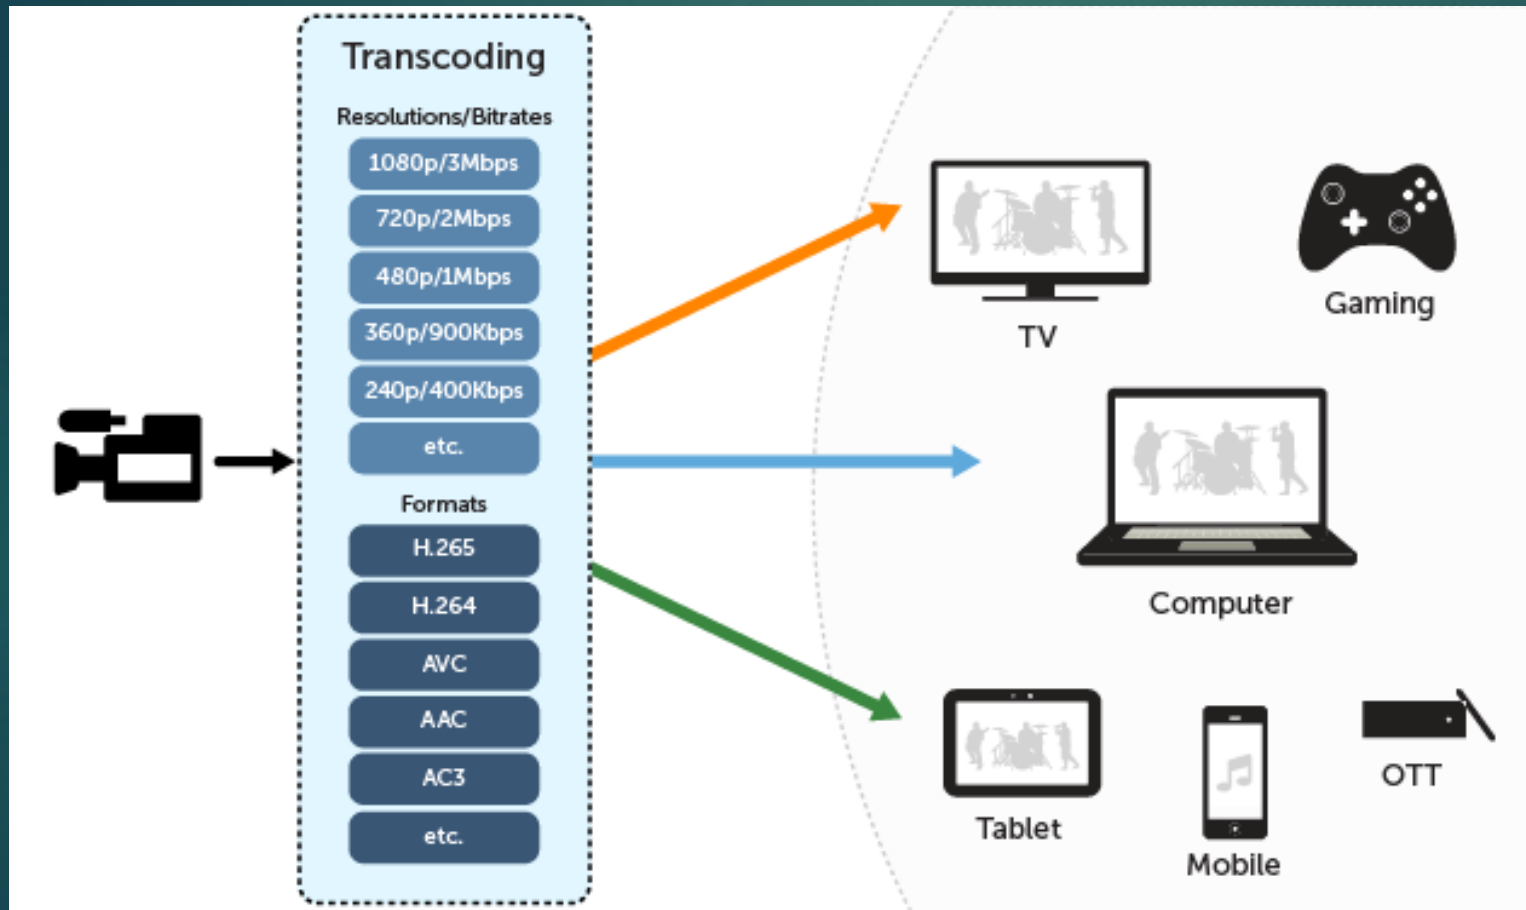 Transcoding
Resolutions/Bitrates
1080p/3Mbps
720p/2Mbps
480p/1Mbps
360p/900Kbps
240p/400Kbps
etc.
Formats
H.265
H.264
AVC
AAC
AC3
etc.
TV
Gaming
Computer
Tablet
Mobile
OTT